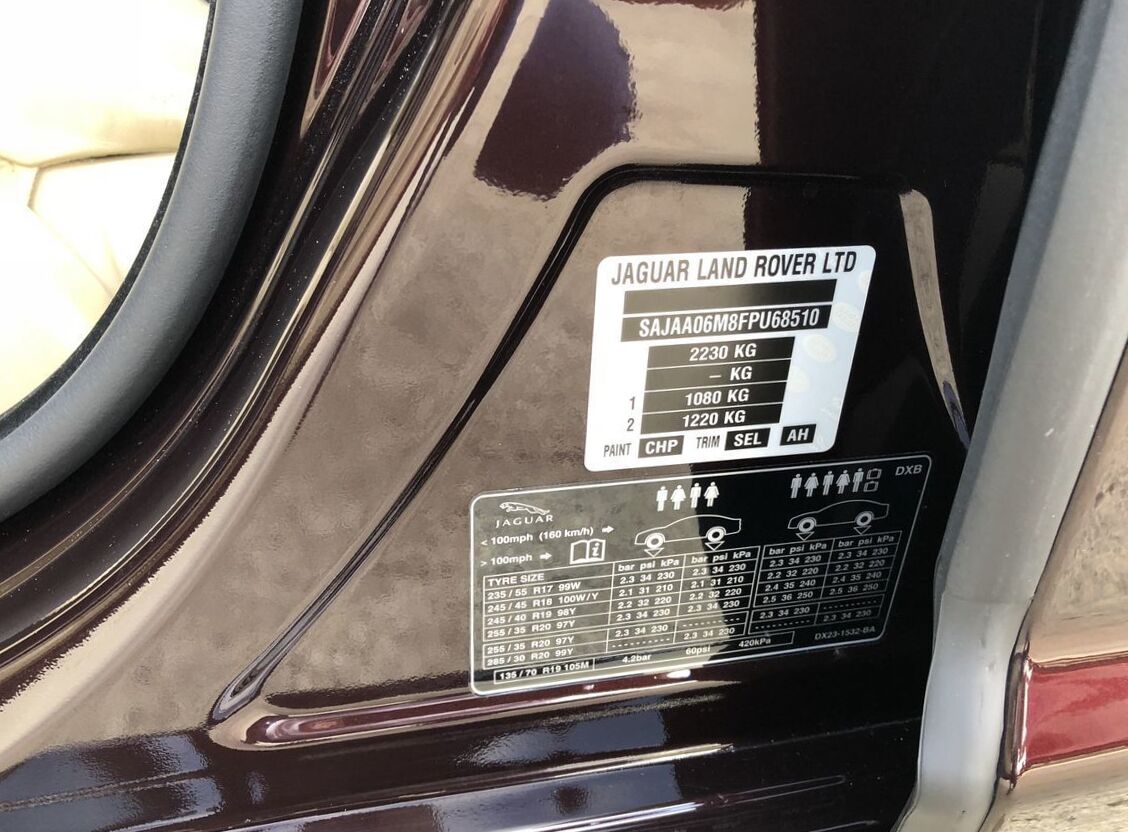 JAGUAR LAND ROVER LTD
SAJAA06M8FPU68510
2230 KG
– KG
1 1080 KG
2 1220 KG
PAINT CHP TRIM SEL AH
DXB
JAGUAR
< 100mph (160 km/h)
> 100mph
TYRE SIZE bar psi kPa bar psi kPa bar psi kPa bar psi kPa
235 / 55 R17 99W 2.3 34 230 2.3 34 230 2.3 34 230 2.3 34 230
245 / 45 R18 100W/Y 2.1 31 210 2.1 31 210 2.2 32 220 2.2 32 220
245 / 40 R19 98Y 2.2 32 220 2.2 32 220 2.4 35 240 2.4 35 240
255 / 35 R20 97Y 2.3 34 230 2.3 34 230 2.5 36 250 2.5 36 250
255 / 35 R20 97Y - - - - - - - - - - - - - - - - 2.3 34 230 2.3 34 230
285 / 30 R20 99Y 2.3 34 230 2.3 34 230 - - - - - - - - - - - - - - - -
135 / 70 R19 105M 4.2bar 60psi 420kPa
DX23-1532-BA